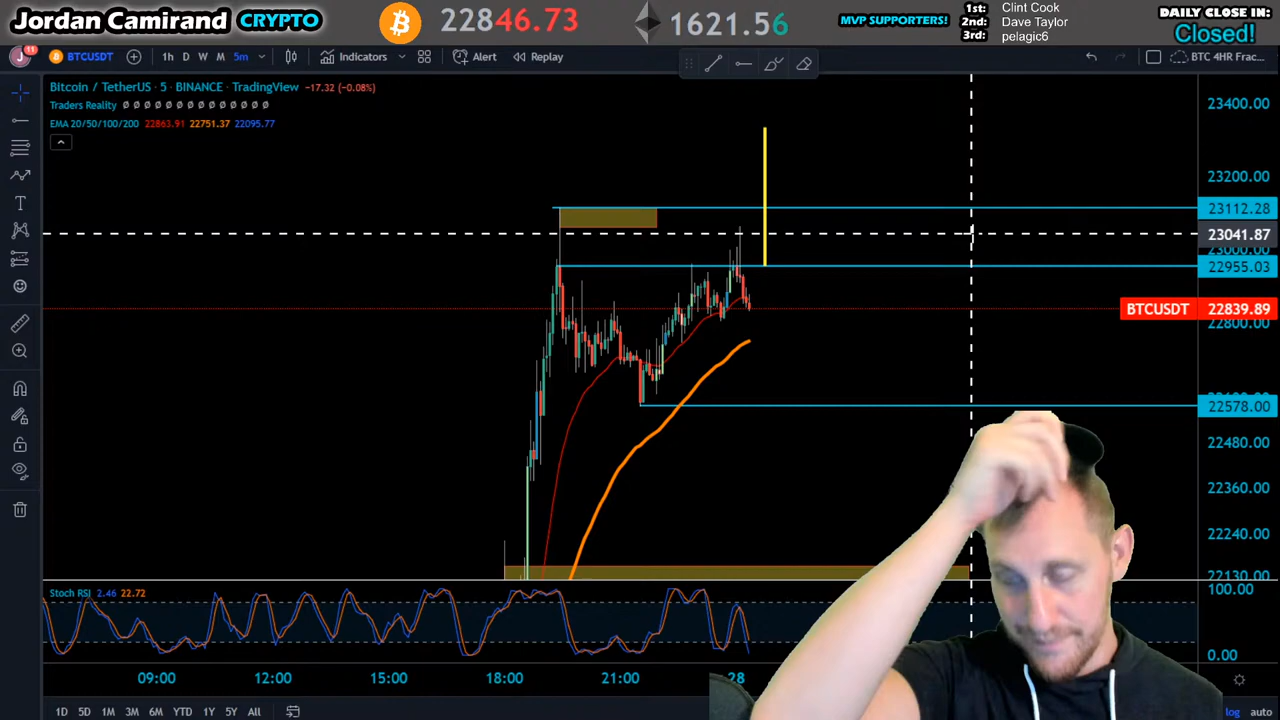 Jordan Camirand CRYPTO
22846.73
1621.56
MVP SUPPORTERS!
1st: Clint Cook
2nd: Dave Taylor
3rd: pelagic6
DAILY CLOSE IN:
Closed!
J 11 BTCUSDT 1h D W M 5m Indicators Alert Replay BTC 4HR Frac...
Bitcoin / TetherUS · 5 · BINANCE · TradingView −17.32 (−0.08%)
Traders Reality ø ø ø ø ø ø ø ø ø ø ø ø ø ø
EMA 20/50/100/200 22863.91 22751.37 22095.77
23400.00
23200.00
23112.28
23041.87
23000.00
22955.03
BTCUSDT 22839.89
22800.00
22578.00
22480.00
22360.00
22240.00
22130.00
Stoch RSI 2.46 22.72
100.00
0.00
09:00 12:00 15:00 18:00 21:00 28
1D 5D 1M 3M 6M YTD 1Y 5Y All log auto